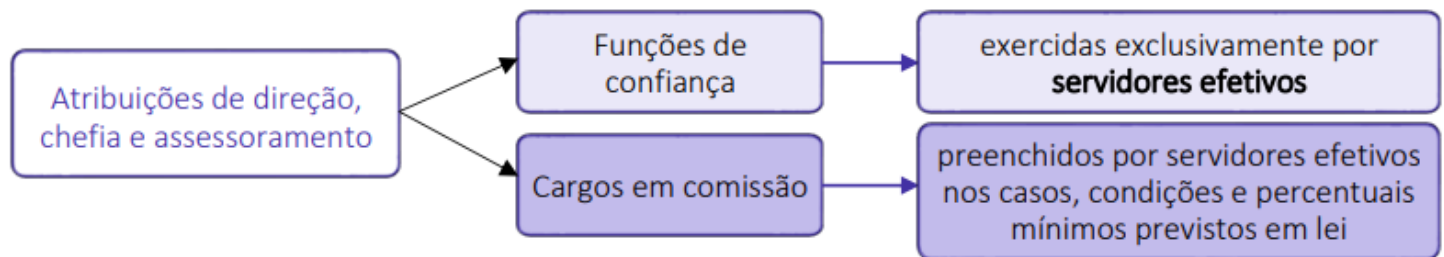 Atribuições de direção,
chefia e assessoramento
Funções de
confiança
exercidas exclusivamente por
servidores efetivos
Cargos em comissão
preenchidos por servidores efetivos
nos casos, condições e percentuais
mínimos previstos em lei